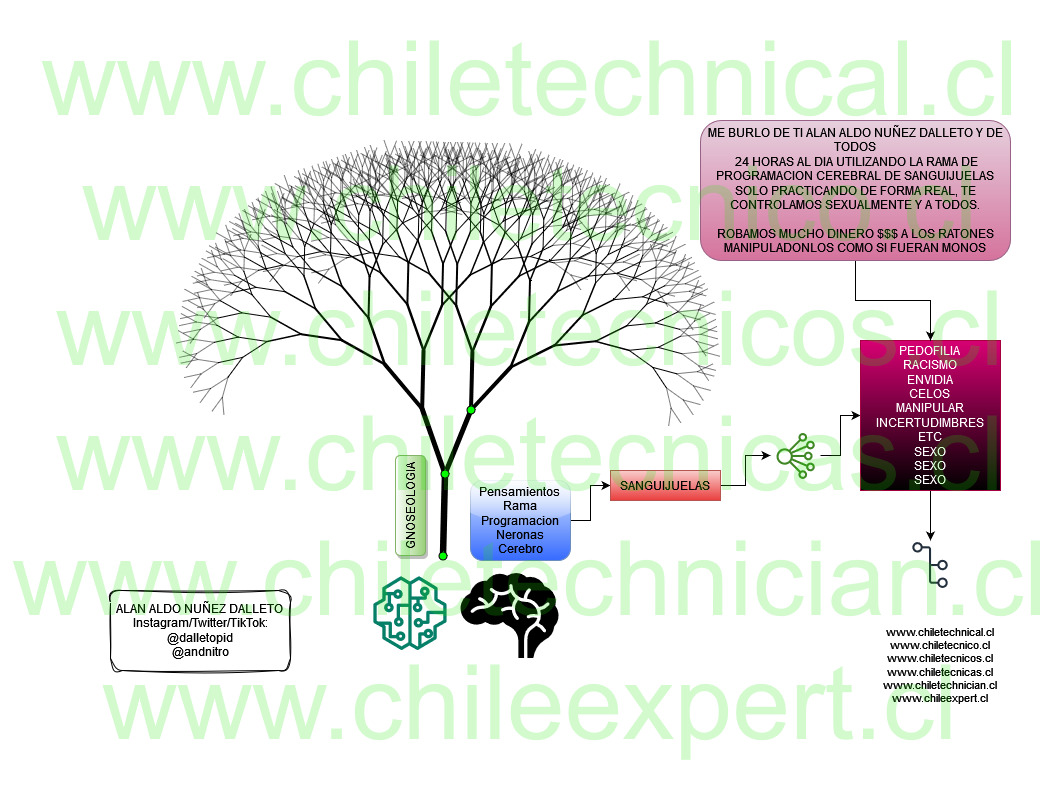 www.chiletechnical.cl
www.chiletecnico.cl
www.chiletecnicos.cl
www.chiletecnicas.cl
www.chiletechnician.cl
www.chileexpert.cl
ME BURLO DE TI ALAN ALDO NUÑEZ DALLETO Y DE
TODOS
24 HORAS AL DIA UTILIZANDO LA RAMA DE
PROGRAMACION CEREBRAL DE SANGUIJUELAS
SOLO PRACTICANDO DE FORMA REAL, TE
CONTROLAMOS SEXUALMENTE Y A TODOS.
ROBAMOS MUCHO DINERO $$$ A LOS RATONES
MANIPULADONLOS COMO SI FUERAN MONOS
PEDOFILIA
RACISMO
ENVIDIA
CELOS
MANIPULAR
INCERTUDIMBRES
ETC
SEXO
SEXO
SEXO
GNOSEOLOGIA
Pensamientos
Rama
Programacion
Neronas
Cerebro
SANGUIJUELAS
ALAN ALDO NUÑEZ DALLETO
Instagram/Twitter/TikTok:
@dalletopid
@andnitro
www.chiletechnical.cl
www.chiletecnico.cl
www.chiletecnicos.cl
www.chiletecnicas.cl
www.chiletechnician.cl
www.chileexpert.cl